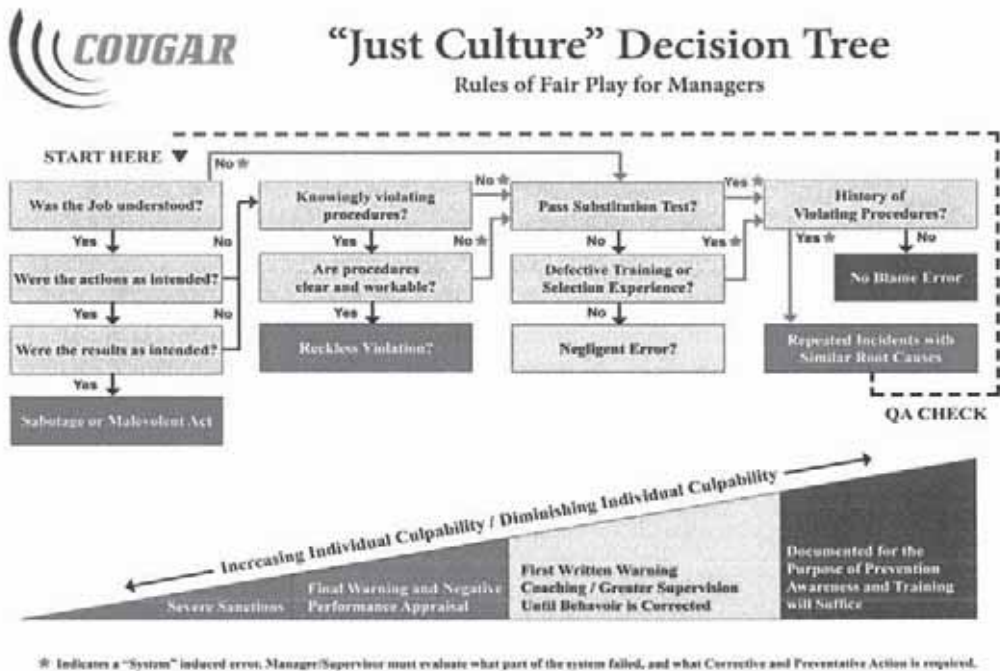 COUGAR
"Just Culture" Decision Tree
Rules of Fair Play for Managers
START HERE
No *
Was the Job understood?
Yes
No
Were the actions as intended?
Yes
No
Were the results as intended?
Yes
Sabotage or Malevolent Act
Knowingly violating
procedures?
No *
Yes
No *
Are procedures
clear and workable?
Yes
Reckless Violation?
Pass Substitution Test?
Yes *
No
Yes *
Defective Training or
Selection Experience?
No
Negligent Error?
History of
Violating Procedures?
Yes *
No
No Blame Error
Repeated Incidents with
Similar Root Causes
QA CHECK
Increasing Individual Culpability / Diminishing Individual Culpability
Severe Sanctions
Final Warning and Negative
Performance Appraisal
First Written Warning
Coaching / Greater Supervision
Until Behavoir is Corrected
Documented for the
Purpose of Prevention
Awareness and Training
will Suffice
* Indicates a "System" induced error. Manager/Supervisor must evaluate what part of the system failed, and what Corrective and Preventative Action is required.